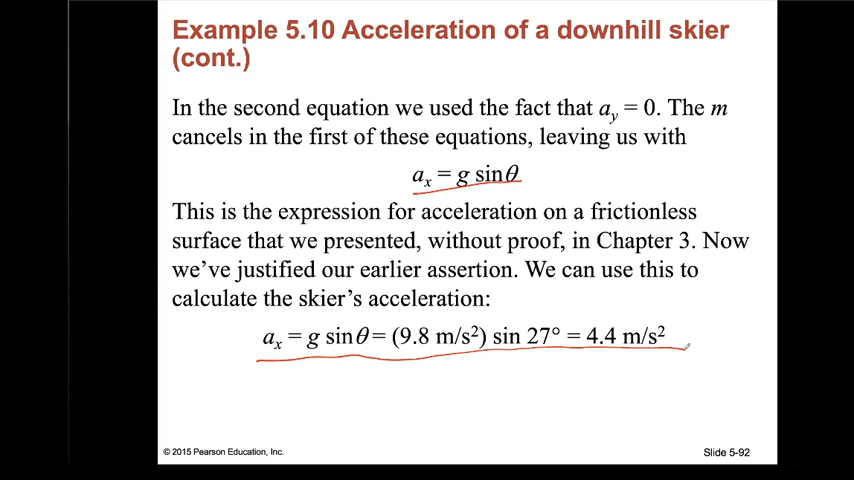 Example 5.10 Acceleration of a downhill skier
(cont.)
In the second equation we used the fact that aᵧ = 0. The m
cancels in the first of these equations, leaving us with
aₓ = g sinθ
This is the expression for acceleration on a frictionless
surface that we presented, without proof, in Chapter 3. Now
we’ve justified our earlier assertion. We can use this to
calculate the skier’s acceleration:
aₓ = g sinθ = (9.8 m/s²) sin 27° = 4.4 m/s²
© 2015 Pearson Education, Inc.
Slide 5-92